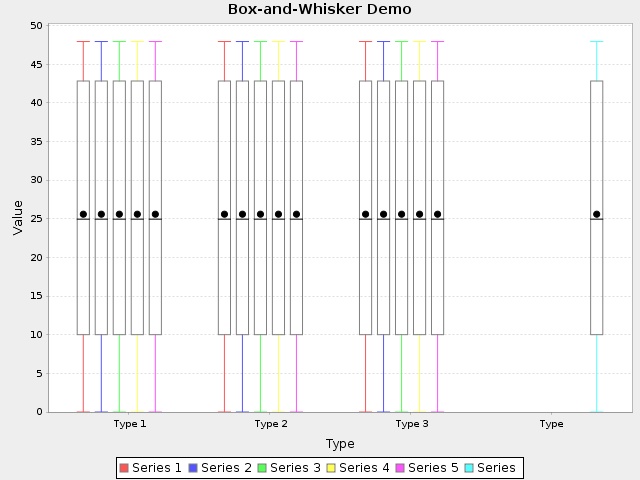 Box-and-Whisker Demo
50
45
40
35
30
25
20
15
10
5
0
Value
Type 1 Type 2 Type 3 Type
Type
Series 1 Series 2 Series 3 Series 4 Series 5 Series